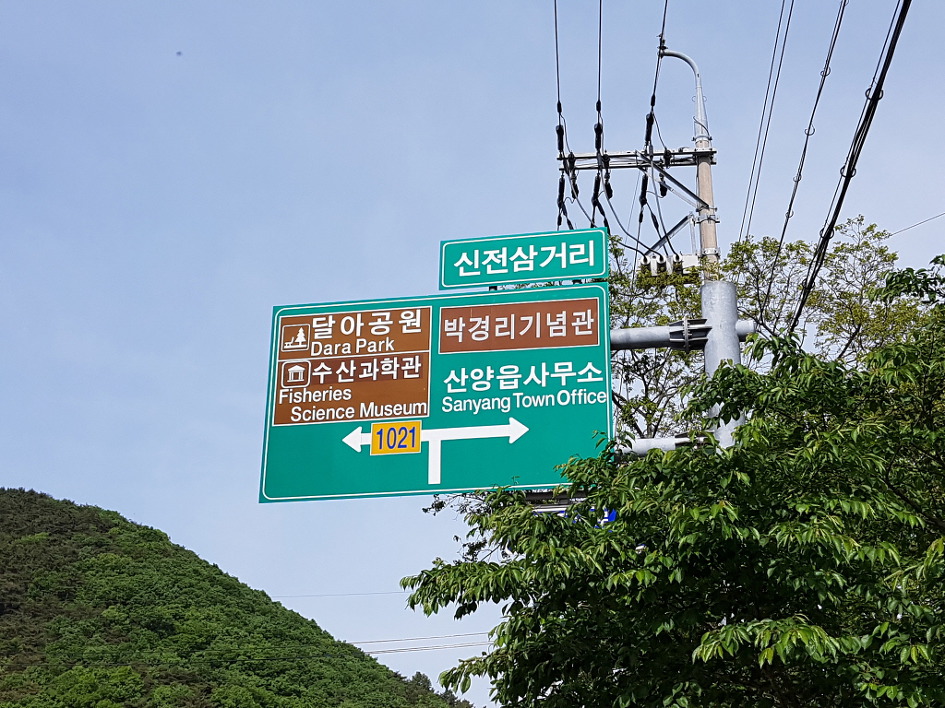 신전삼거리
달아공원
Dara Park
수산과학관
Fisheries
Science Museum
박경리기념관
산양읍사무소
Sanyang Town Office
1021